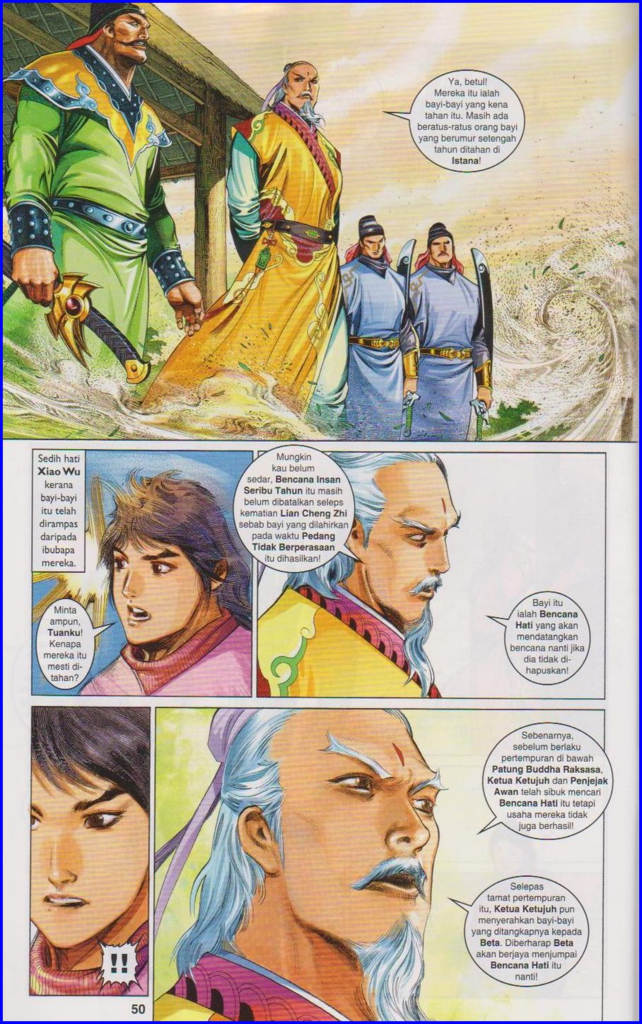 Ya, betul!
Mereka itu ialah
bayi-bayi yang kena
tahan itu. Masih ada
beratus-ratus orang bayi
yang berumur setengah
tahun ditahan di
Istana!
Sedih hati
Xiao Wu
kerana
bayi-bayi
itu telah
dirampas
daripada
ibubapa
mereka.
Minta
ampun,
Tuanku!
Kenapa
mereka itu
mesti di-
tahan?
Mungkin
kau belum
sedar, Bencana Insan
Seribu Tahun itu masih
belum dibatalkan seleps
kematian Lian Cheng Zhi
sebab bayi yang dilahirkan
pada waktu Pedang
Tidak Berperasaan
itu dihasilkan!
Bayi itu
ialah Bencana
Hati yang akan
mendatangkan
bencana nanti jika
dia tidak di-
hapuskan!
!!
Sebenarnya,
sebelum berlaku
pertempuran di bawah
Patung Buddha Raksasa,
Ketua Ketujuh dan Penjejak
Awan telah sibuk mencari
Bencana Hati itu tetapi
usaha mereka tidak
juga berhasil!
Selepas
tamat pertempuran
itu, Ketua Ketujuh pun
menyerahkan bayi-bayi
yang ditangkapnya kepada
Beta. Diberharap Beta
akan berjaya menjumpai
Bencana Hati itu
nanti!
50